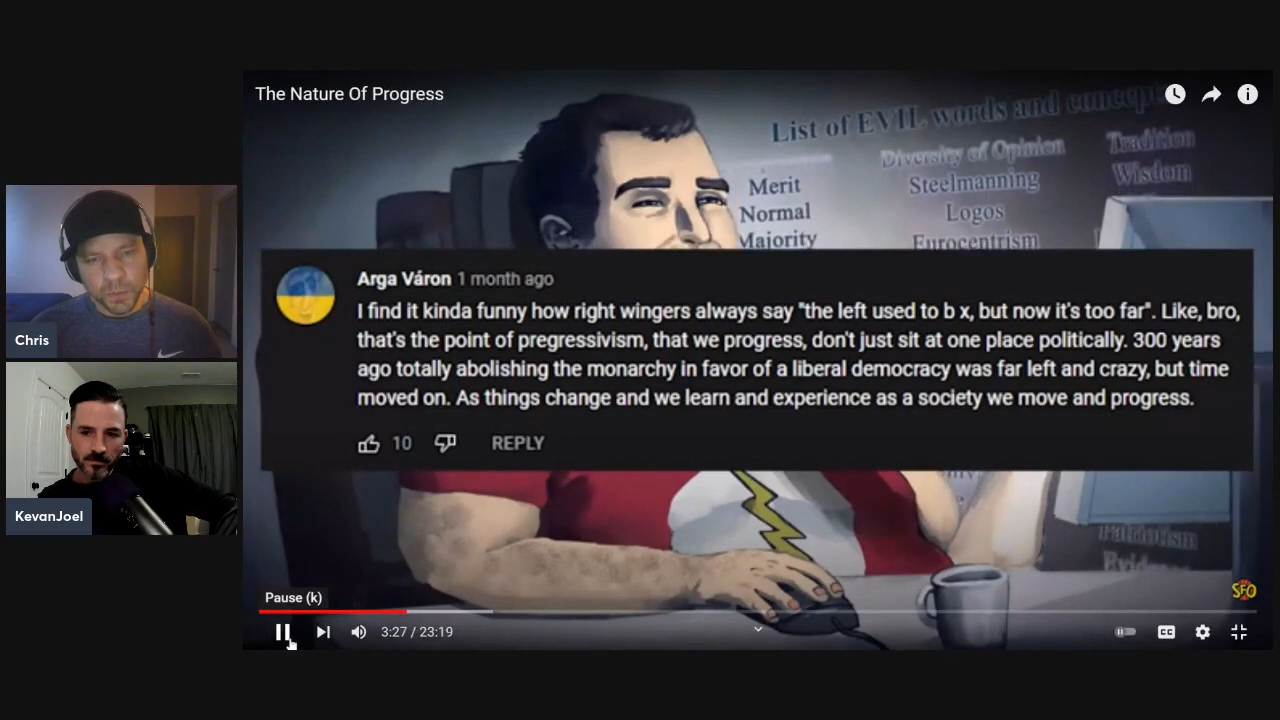 The Nature Of Progress
List of EVIL words and concept
Diversity of Opinion
Tradition
Merit
Steelmanning
Wisdom
Normal
Logos
Majority
Eurocentrism
Arga Váron 1 month ago
I find it kinda funny how right wingers always say "the left used to b x, but now it's too far". Like, bro,
that's the point of pregressivism, that we progress, don't just sit at one place politically. 300 years
ago totally abolishing the monarchy in favor of a liberal democracy was far left and crazy, but time
moved on. As things change and we learn and experience as a society we move and progress.
10 REPLY
Chris
KevanJoel
Patriotism
SFO
Pause (k)
3:27 / 23:19
CC